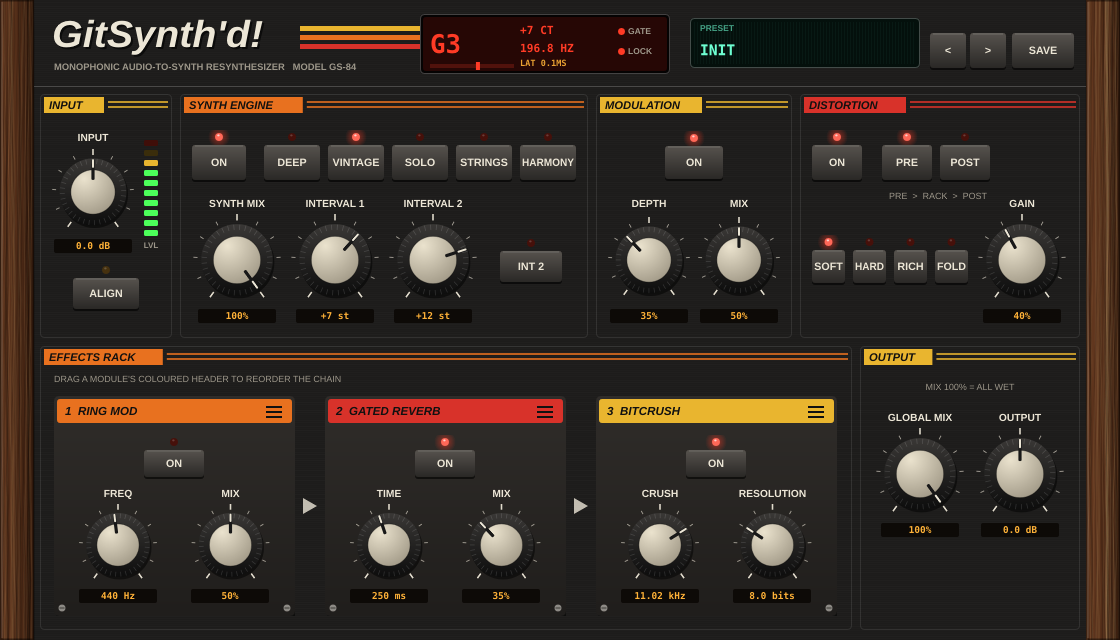 GitSynth'd!
MONOPHONIC AUDIO-TO-SYNTH RESYNTHESIZER MODEL GS-84
G3
+7 CT
196.8 HZ
LAT 0.1MS
GATE
LOCK
PRESET
INIT
<
>
SAVE
INPUT
INPUT
0.0 dB
LVL
ALIGN
SYNTH ENGINE
ON
DEEP
VINTAGE
SOLO
STRINGS
HARMONY
SYNTH MIX
INTERVAL 1
INTERVAL 2
INT 2
100%
+7 st
+12 st
MODULATION
ON
DEPTH
MIX
35%
50%
DISTORTION
ON
PRE
POST
PRE > RACK > POST
GAIN
SOFT
HARD
RICH
FOLD
40%
EFFECTS RACK
DRAG A MODULE'S COLOURED HEADER TO REORDER THE CHAIN
1 RING MOD
ON
FREQ
MIX
440 Hz
50%
2 GATED REVERB
ON
TIME
MIX
250 ms
35%
3 BITCRUSH
ON
CRUSH
RESOLUTION
11.02 kHz
8.0 bits
OUTPUT
MIX 100% = ALL WET
GLOBAL MIX
OUTPUT
100%
0.0 dB